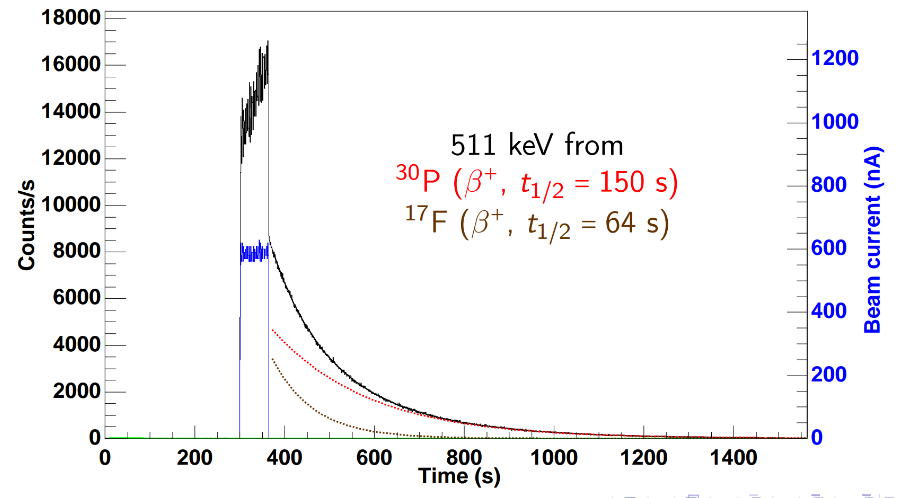 18000
16000
14000
12000
10000
8000
6000
4000
2000
0
Counts/s
511 keV from
³⁰P (β⁺, t₁/₂ = 150 s)
¹⁷F (β⁺, t₁/₂ = 64 s)
1200
1000
800
600
400
200
0
Beam current (nA)
0 200 400 600 800 1000 1200 1400
Time (s)